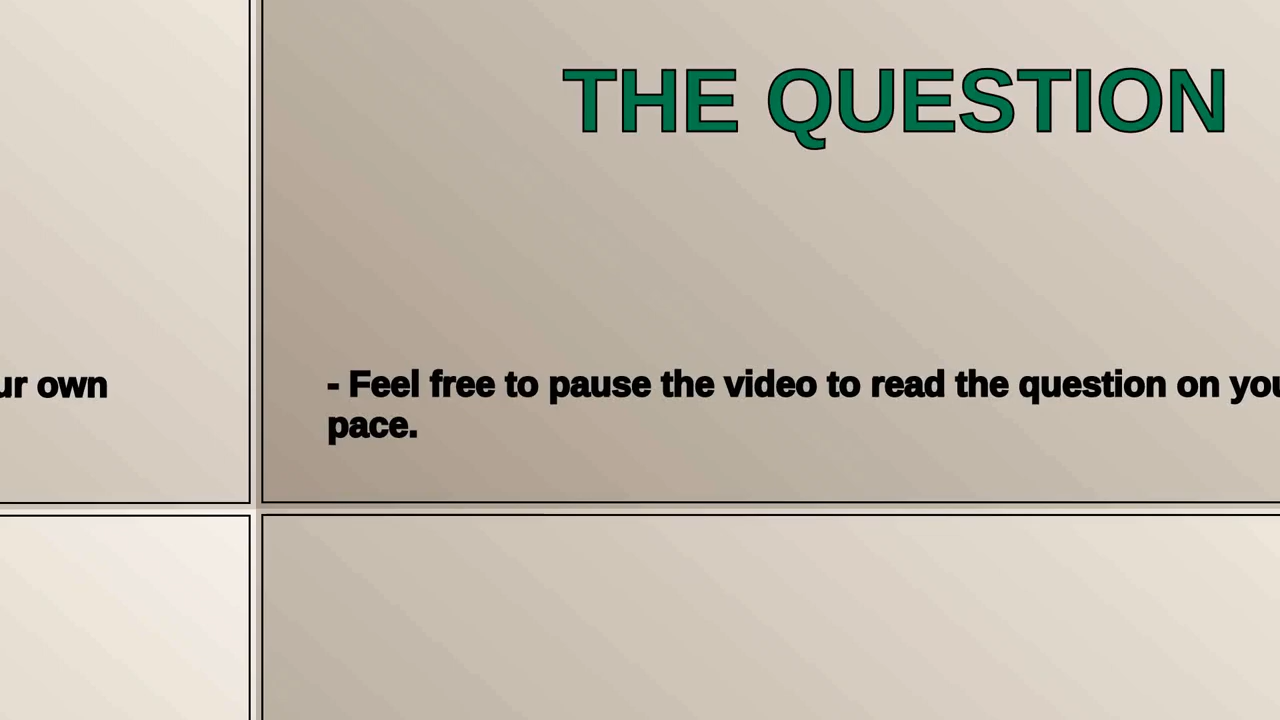 THE QUESTION
ur own
- Feel free to pause the video to read the question on you
pace.